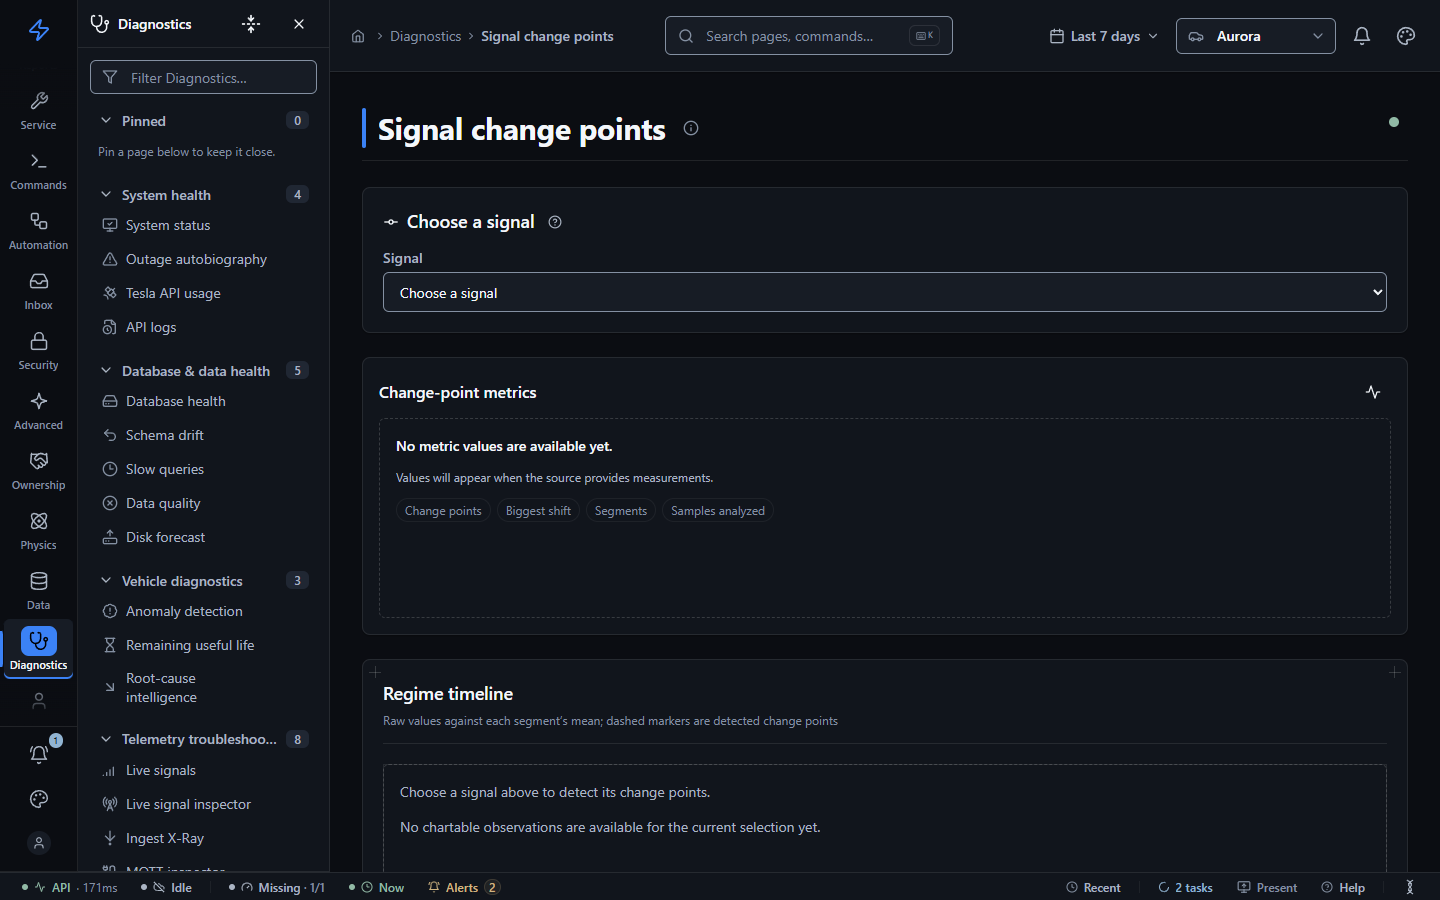 Service
Commands
Automation
Inbox
Security
Advanced
Ownership
Physics
Data
Diagnostics
1
Diagnostics
Filter Diagnostics...
Pinned 0
Pin a page below to keep it close.
System health 4
System status
Outage autobiography
Tesla API usage
API logs
Database & data health 5
Database health
Schema drift
Slow queries
Data quality
Disk forecast
Vehicle diagnostics 3
Anomaly detection
Remaining useful life
Root-cause
intelligence
Telemetry troubleshoo... 8
Live signals
Live signal inspector
Ingest X-Ray
MQTT inspector
Diagnostics > Signal change points
Search pages, commands... K
Last 7 days
Aurora
Signal change points
Choose a signal
Signal
Choose a signal
Change-point metrics
No metric values are available yet.
Values will appear when the source provides measurements.
Change points Biggest shift Segments Samples analyzed
Regime timeline
Raw values against each segment's mean; dashed markers are detected change points
Choose a signal above to detect its change points.
No chartable observations are available for the current selection yet.
API · 171ms Idle Missing · 1/1 Now Alerts 2 Recent 2 tasks Present Help